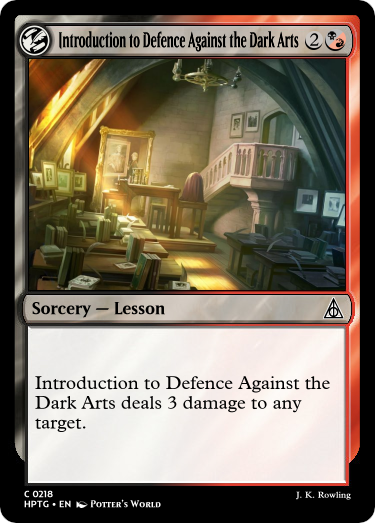 Introduction to Defence Against the Dark Arts 2
Sorcery — Lesson
Introduction to Defence Against the
Dark Arts deals 3 damage to any
target.
C 0218
HPTG • EN Potter's World
J. K. Rowling